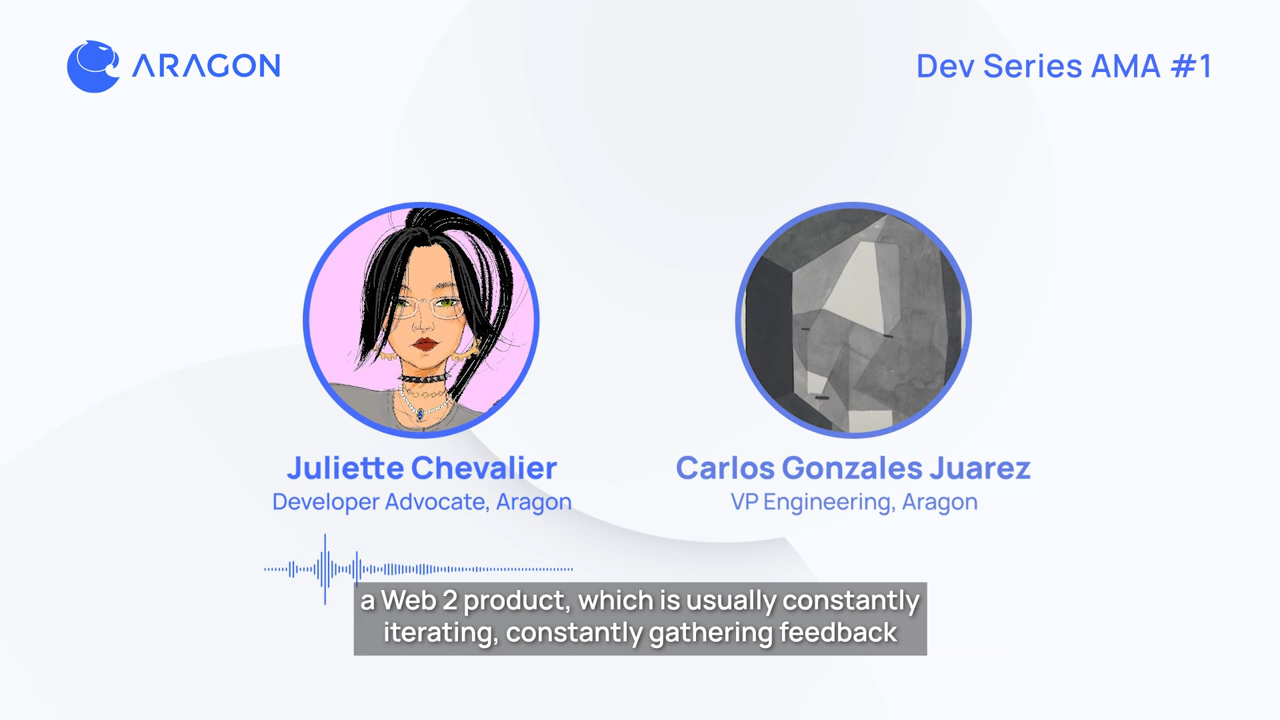 ARAGON
Dev Series AMA #1
Juliette Chevalier
Developer Advocate, Aragon
Carlos Gonzales Juarez
VP Engineering, Aragon
a Web 2 product, which is usually constantly
iterating, constantly gathering feedback